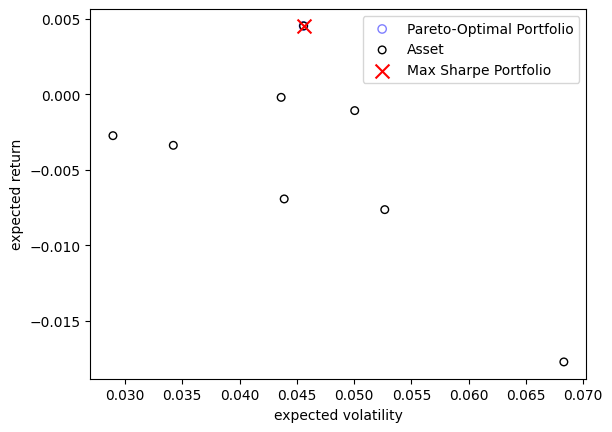 0.005
0.000
−0.005
−0.010
−0.015
expected return
Pareto-Optimal Portfolio
Asset
Max Sharpe Portfolio
0.030 0.035 0.040 0.045 0.050 0.055 0.060 0.065 0.070
expected volatility